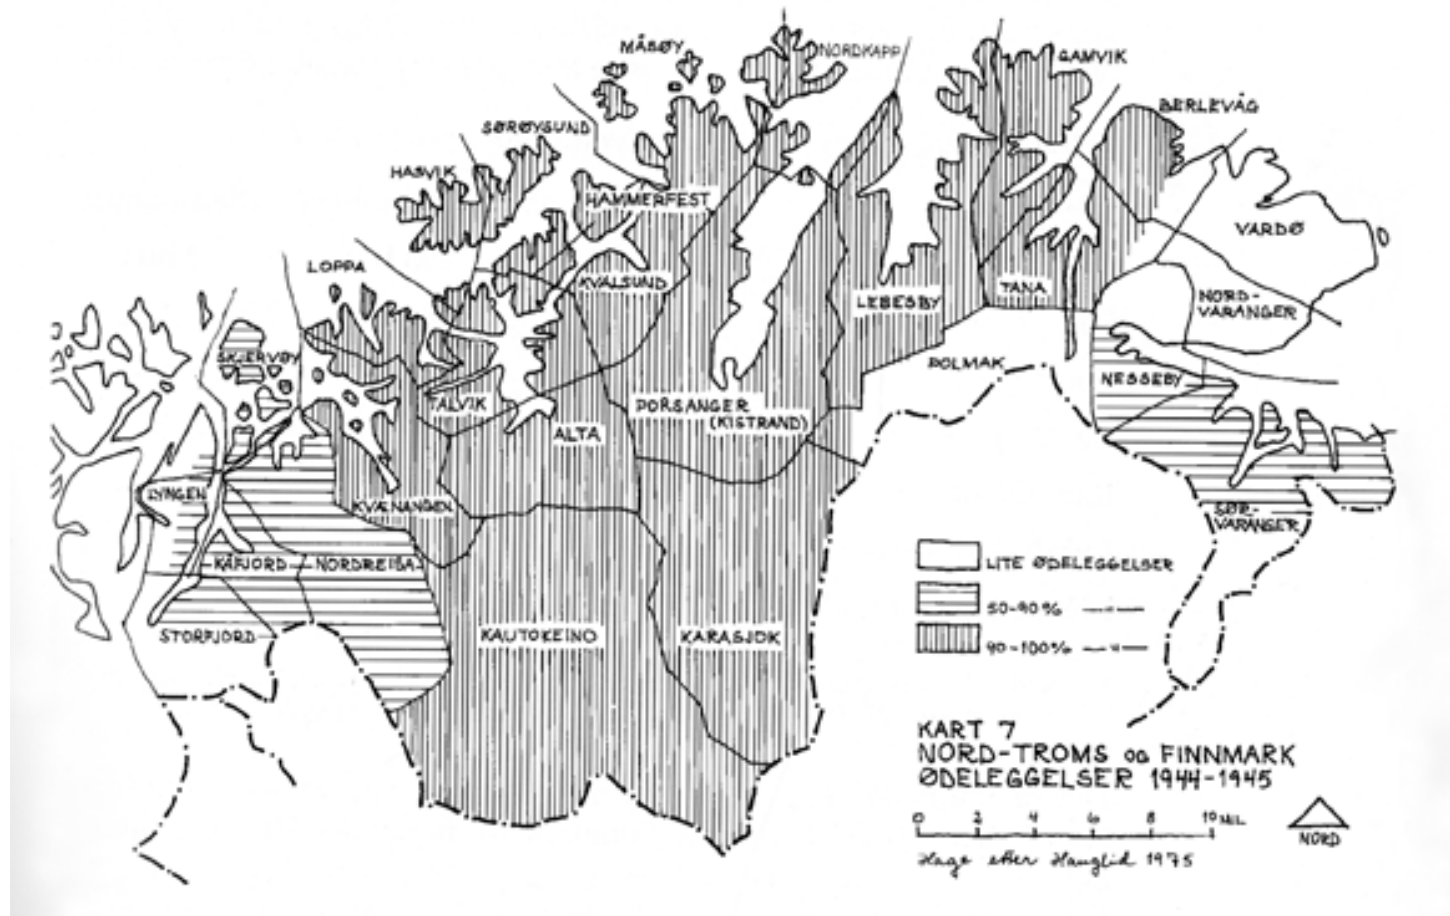 MÅSØY
NORDKAPP
GAMVIK
BERLEVÅG
SØRØYSUND
HASVIK
HAMMERFEST
VARDØ
LOPPA
KVALSUND
LEBESBY
TANA
NORD-
VARANGER
SKJERVØY
POLMAK
NESSEBY
TALVIK
PORSANGER
(KISTRAND)
ALTA
LYNGEN
KVÆNANGEN
SØR-
VARANGER
KÅFJORD
NORDREISA
STORFJORD
KAUTOKEINO
KARASJOK
LITE ØDELEGGELSER
50-90% —"—
90-100% —"—
KART 7
NORD-TROMS OG FINNMARK
ØDELEGGELSER 1944-1945
0 2 4 6 8 10 MIL
NORD
Hage etter Hauglid 1975